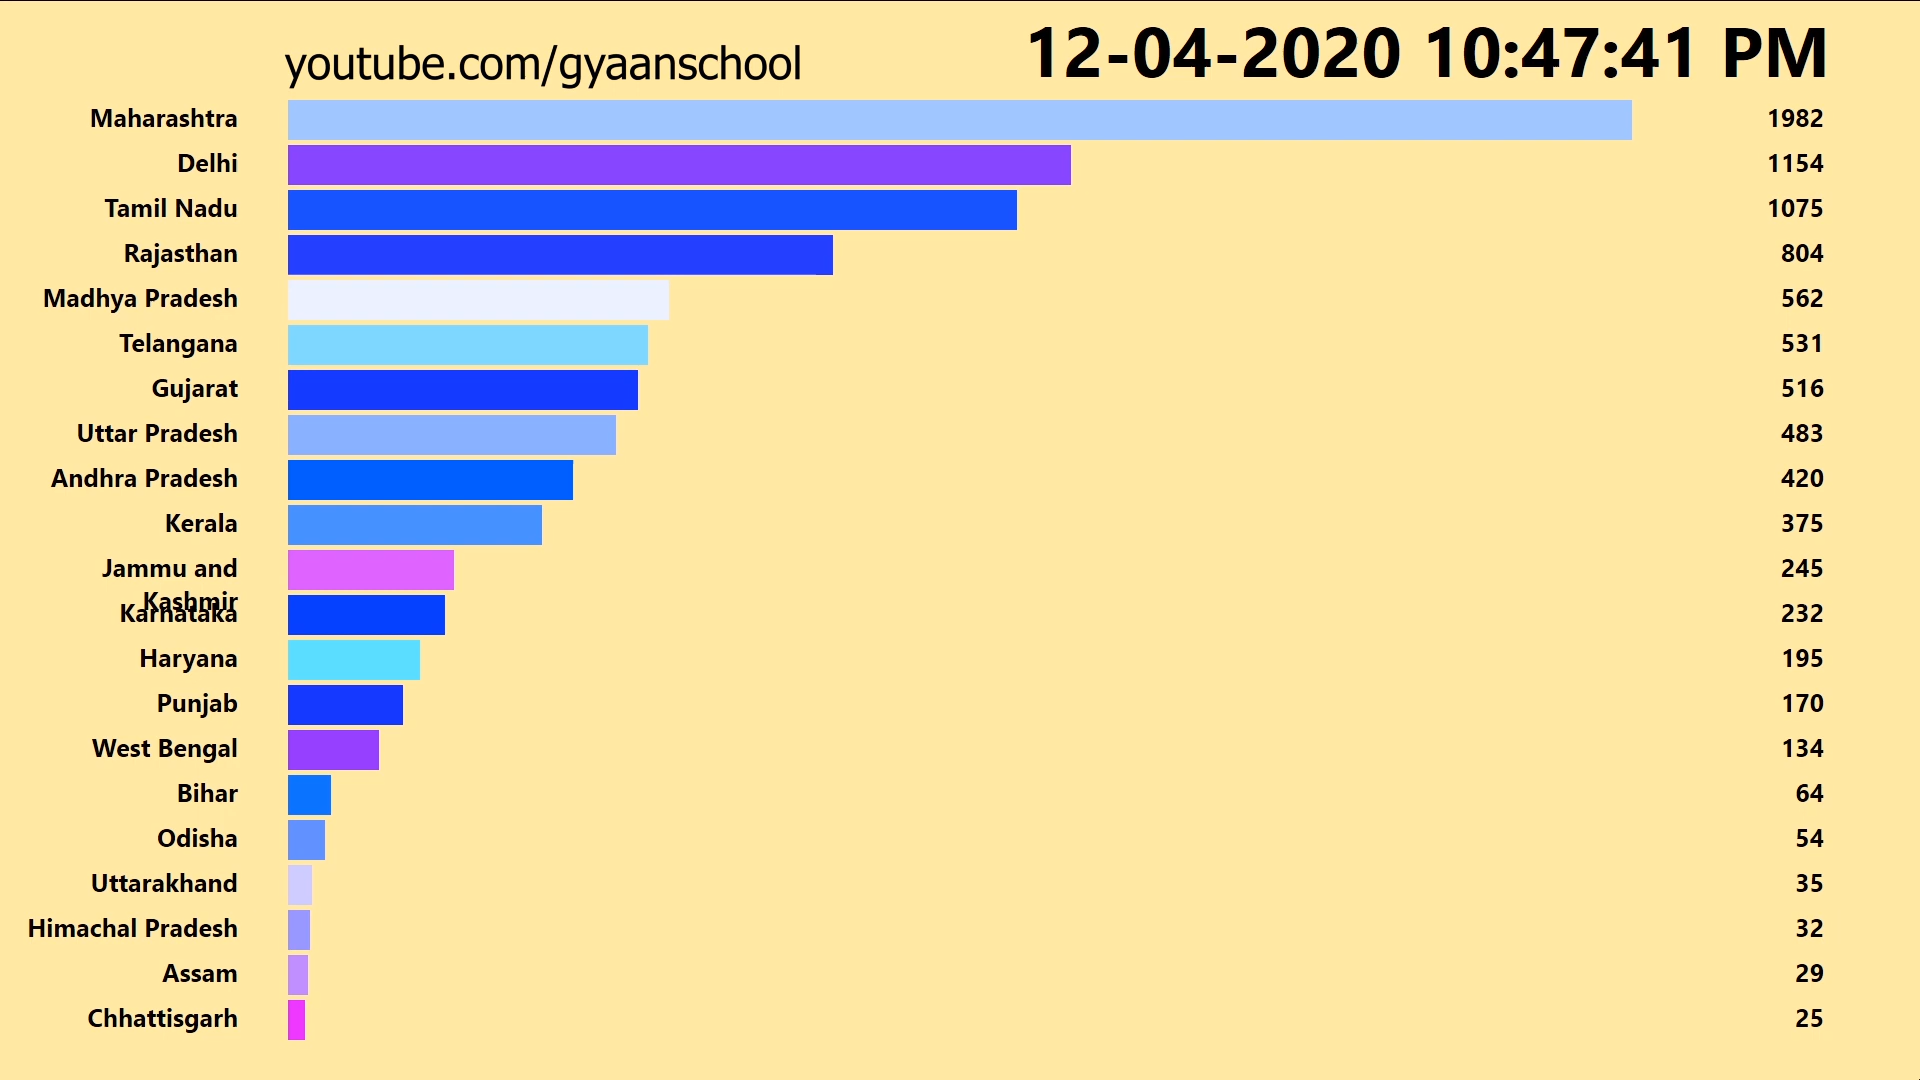 youtube.com/gyaanschool 12-04-2020 10:47:41 PM
Maharashtra 1982
Delhi 1154
Tamil Nadu 1075
Rajasthan 804
Madhya Pradesh 562
Telangana 531
Gujarat 516
Uttar Pradesh 483
Andhra Pradesh 420
Kerala 375
Jammu and 245
Kashmir
Karnataka 232
Haryana 195
Punjab 170
West Bengal 134
Bihar 64
Odisha 54
Uttarakhand 35
Himachal Pradesh 32
Assam 29
Chhattisgarh 25